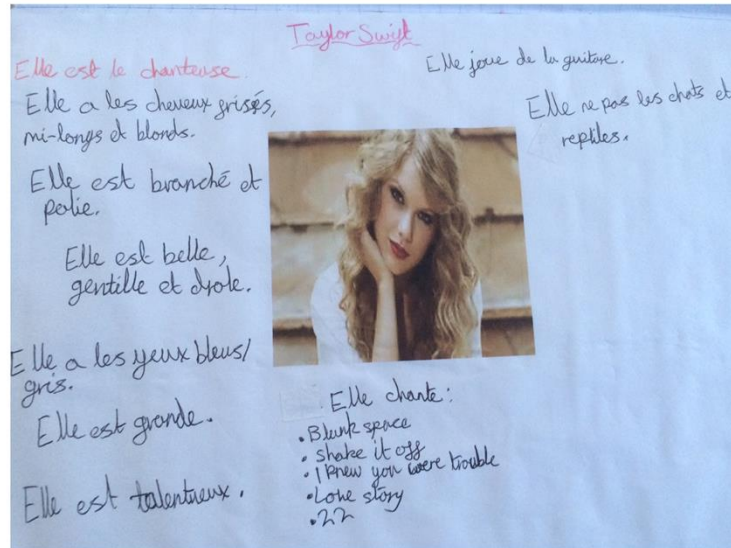 Taylor Swift
Elle est le chanteuse.
Elle a les cheveux frissés,
mi-longs et blonds.
Elle est branché et
polie.
Elle est belle,
gentille et drole.
Elle a les yeux bleus/
gris.
Elle est grande.
Elle est talentueux.
Elle joue de la guitare.
Elle ne pas les chats et
reptiles.
Elle chante:
• Blank space
• shake it off
• I knew you were trouble
• Love story
• 22